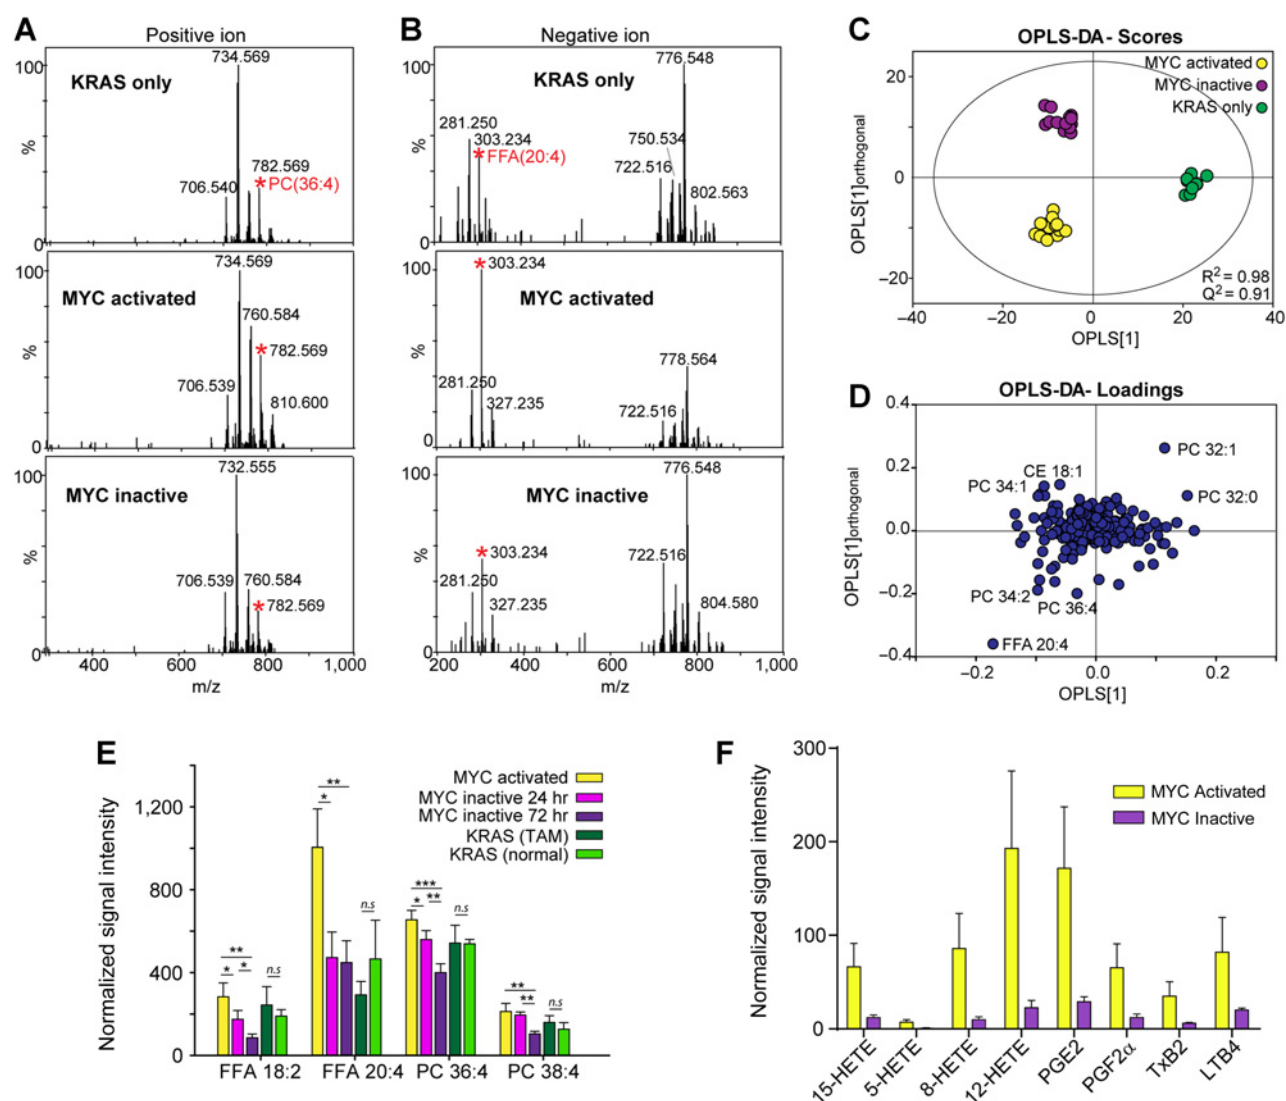 A
Positive ion
100
%
0
KRAS only
734.569
706.540
782.569
* PC(36:4)
100
%
0
MYC activated
734.569
760.584
* 782.569
706.539
810.600
100
%
0
MYC inactive
732.555
706.539
760.584
* 782.569
400
600
800
1,000
m/z
B
Negative ion
100
%
0
KRAS only
776.548
281.250
303.234
* FFA(20:4)
750.534
722.516
802.563
100
%
0
* 303.234
MYC activated
778.564
281.250
327.235
722.516
100
%
0
776.548
MYC inactive
* 303.234
722.516
281.250
327.235
804.580
200
400
600
800
1,000
m/z
C
OPLS-DA- Scores
MYC activated
MYC inactive
KRAS only
20
0
–20
OPLS[1]orthogonal
R2 = 0.98
Q2 = 0.91
–40
–20
0
20
40
OPLS[1]
D
OPLS-DA- Loadings
0.4
0.2
0.0
–0.2
–0.4
OPLS[1]orthogonal
PC 32:1
CE 18:1
PC 34:1
PC 32:0
PC 34:2
PC 36:4
FFA 20:4
–0.2
0.0
0.2
OPLS[1]
E
Normalized signal intensity
1,200
800
400
0
MYC activated
MYC inactive 24 hr
MYC inactive 72 hr
KRAS (TAM)
KRAS (normal)
**
*
*
n.s
**
*
n.s
***
*
**
n.s
**
**
n.s
FFA 18:2
FFA 20:4
PC 36:4
PC 38:4
F
Normalized signal intensity
300
200
100
0
MYC Activated
MYC Inactive
15-HETE
5-HETE
8-HETE
12-HETE
PGE2
PGF2α
TxB2
LTB4